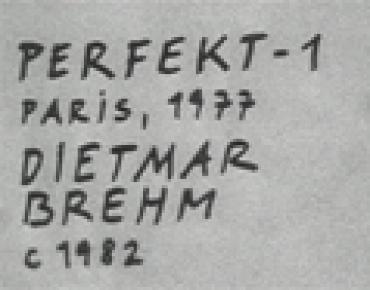 PERFEKT-1
PARiS, 1977
DIETMAR
BREHM
c 1982